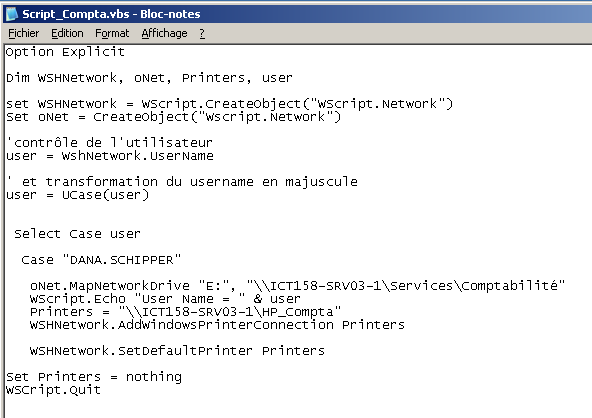 Script_Compta.vbs - Bloc-notes
Fichier Edition Format Affichage ?
Option Explicit
Dim WSHNetwork, oNet, Printers, user
set WSHNetwork = WScript.CreateObject("WScript.Network")
Set oNet = CreateObject("Wscript.Network")
'contrôle de l'utilisateur
user = WshNetwork.UserName
' et transformation du username en majuscule
user = UCase(user)
Select Case user
Case "DANA.SCHIPPER"
oNet.MapNetworkDrive "E:", "\\ICT158-SRV03-1\Services\Comptabilité"
WScript.Echo "User Name = " & user
Printers = "\\ICT158-SRV03-1\HP_Compta"
WSHNetwork.AddWindowsPrinterConnection Printers
WSHNetwork.SetDefaultPrinter Printers
Set Printers = nothing
WSCript.Quit